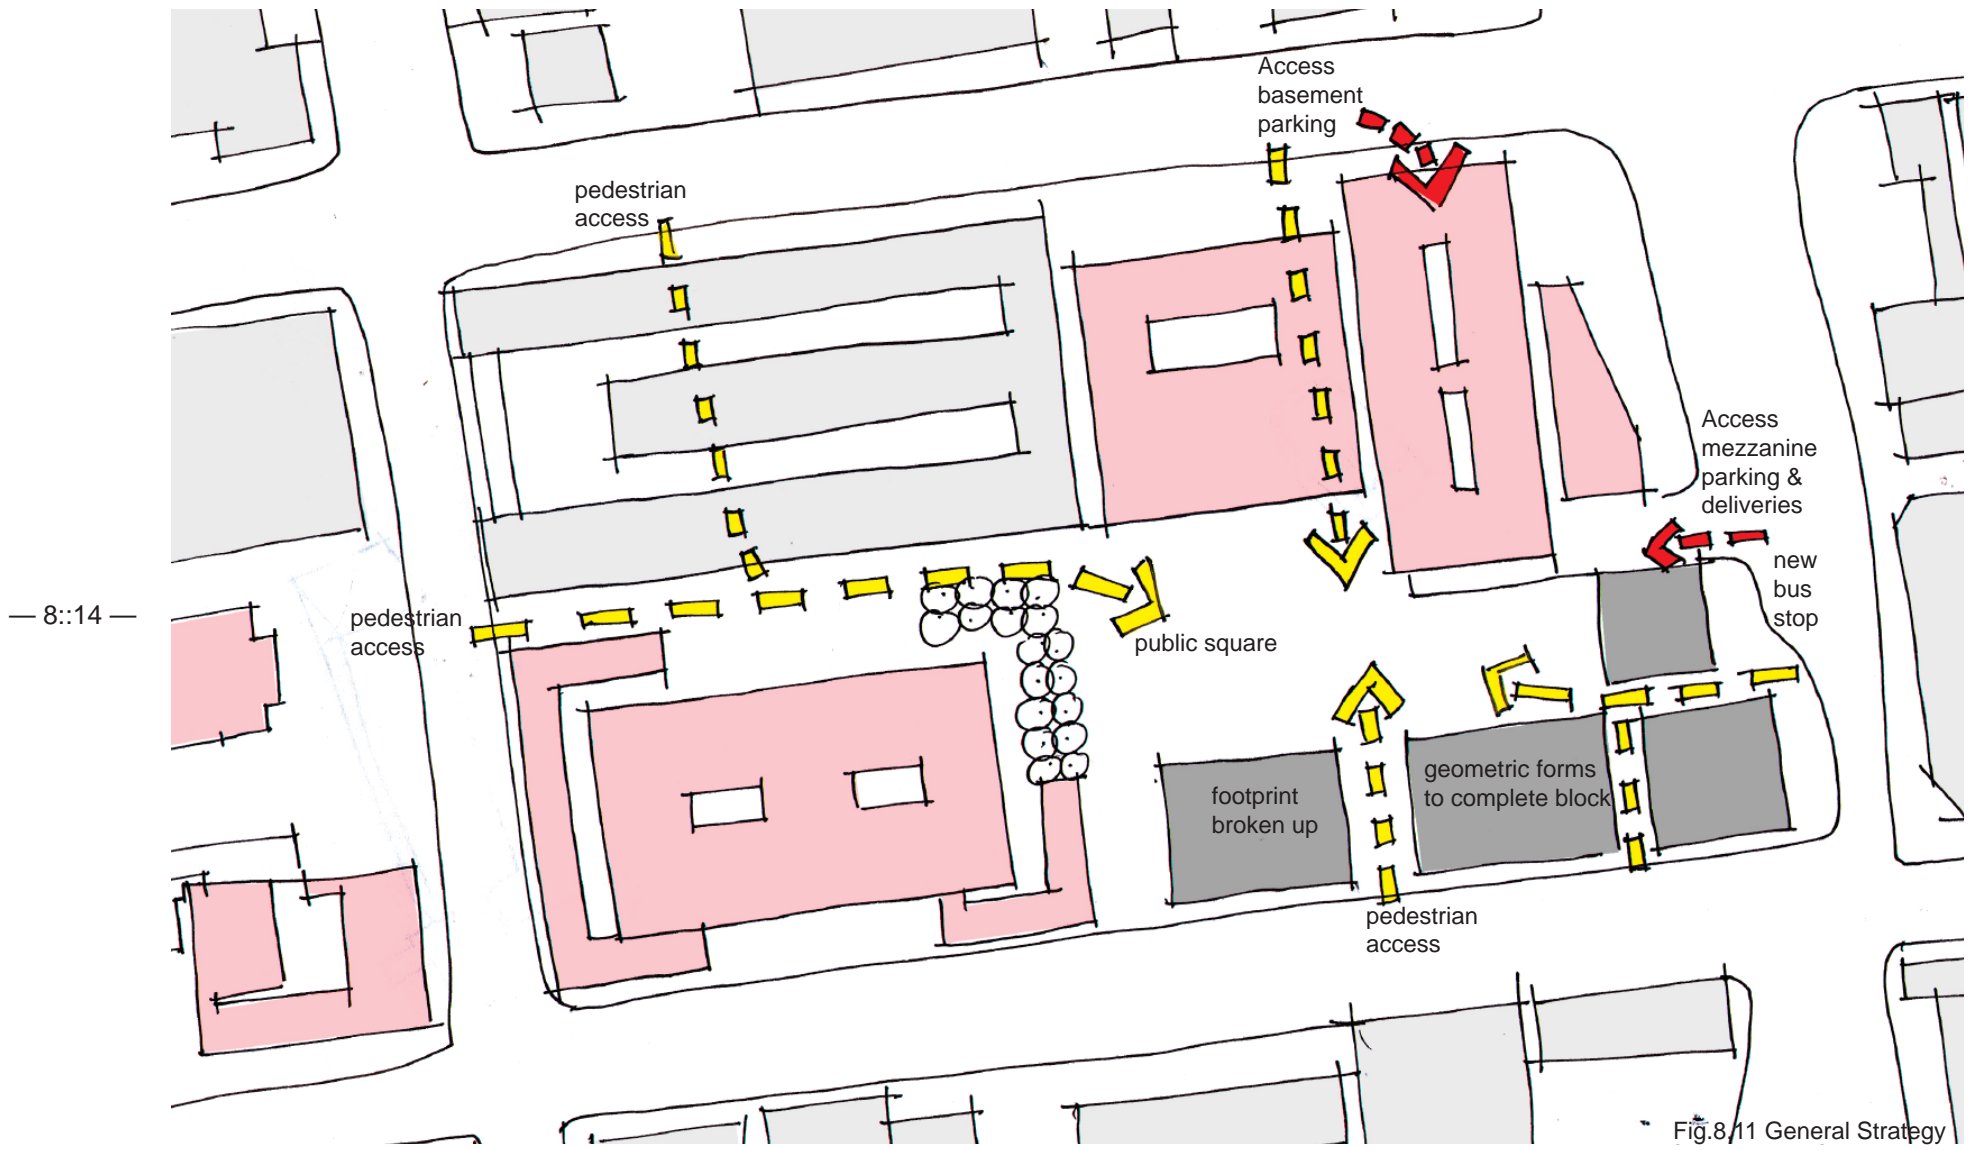 Access
basement
parking
pedestrian
access
Access
mezzanine
parking &
deliveries
new
bus
stop
— 8::14 —
pedestrian
access
public square
geometric forms
to complete block
footprint
broken up
pedestrian
access
Fig.8.11 General Strategy